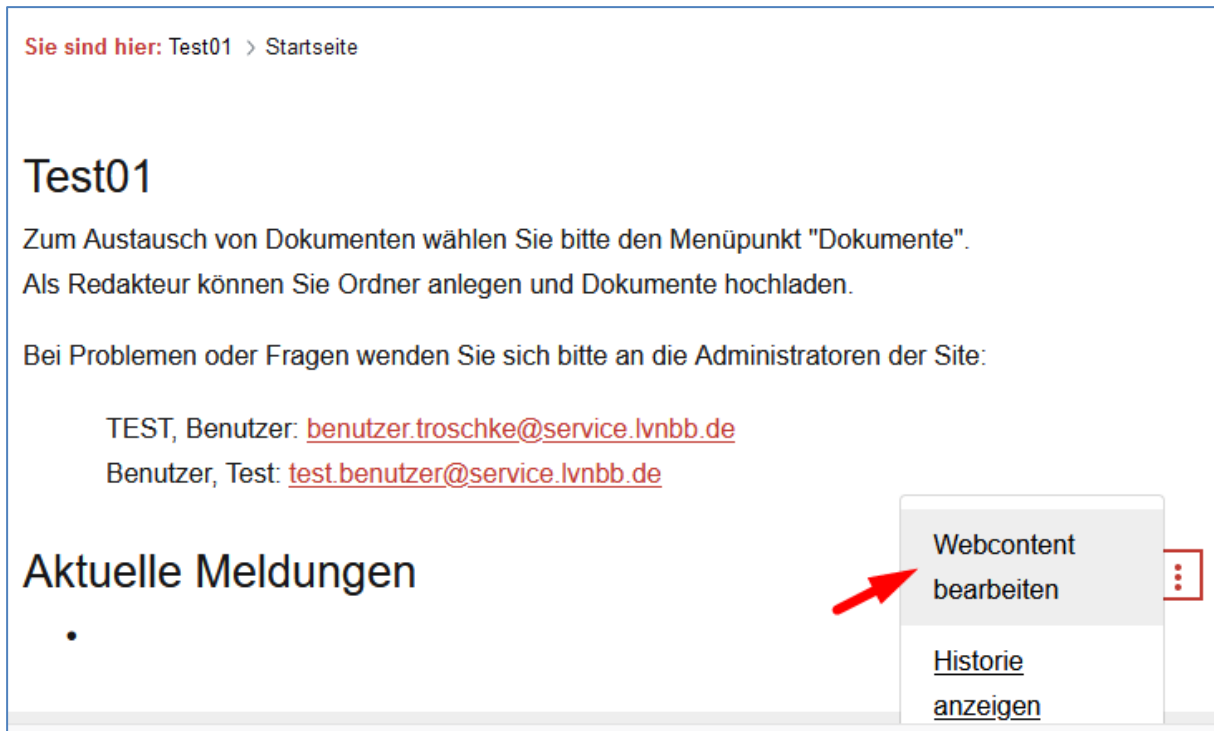 Sie sind hier: Test01 > Startseite
Test01
Zum Austausch von Dokumenten wählen Sie bitte den Menüpunkt "Dokumente".
Als Redakteur können Sie Ordner anlegen und Dokumente hochladen.
Bei Problemen oder Fragen wenden Sie sich bitte an die Administratoren der Site:
TEST, Benutzer: benutzer.troschke@service.lvnbb.de
Benutzer, Test: test.benutzer@service.lvnbb.de
Aktuelle Meldungen
•
Webcontent
bearbeiten
Historie
anzeigen